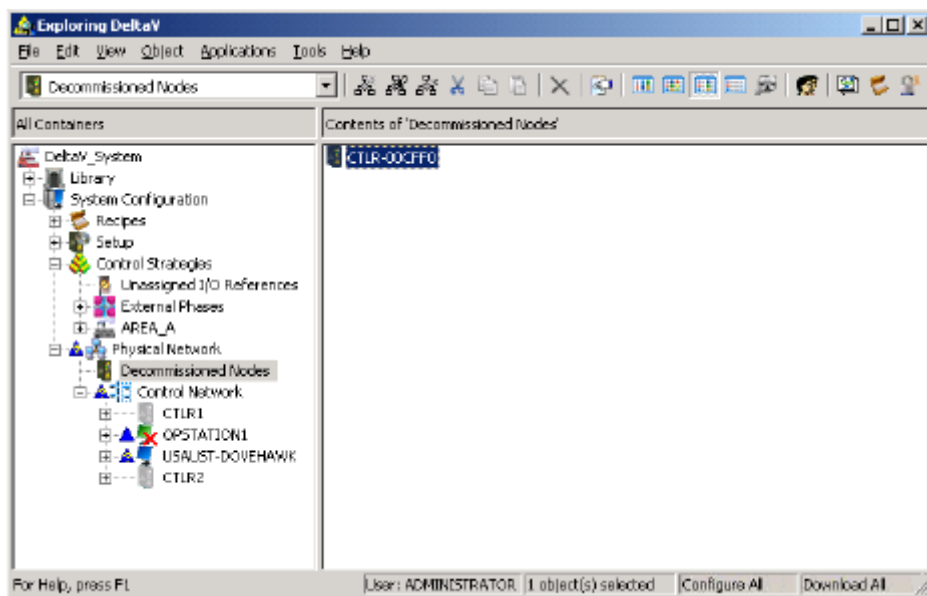 Exploring DeltaV
File Edit View Object Applications Tools Help
Decommissioned Nodes
All Containers
Contents of 'Decommissioned Nodes'
DeltaV_System
Library
System Configuration
Recipes
Setup
Control Strategies
Unassigned I/O References
External Phases
AREA_A
Physical Network
Decommissioned Nodes
Control Network
CTLR1
OPSTATION1
USAUST-DOVEHAWK
CTLR2
CTLR-00CFF0
For Help, press F1
User: ADMINISTRATOR
1 object(s) selected
Configure All
Download All